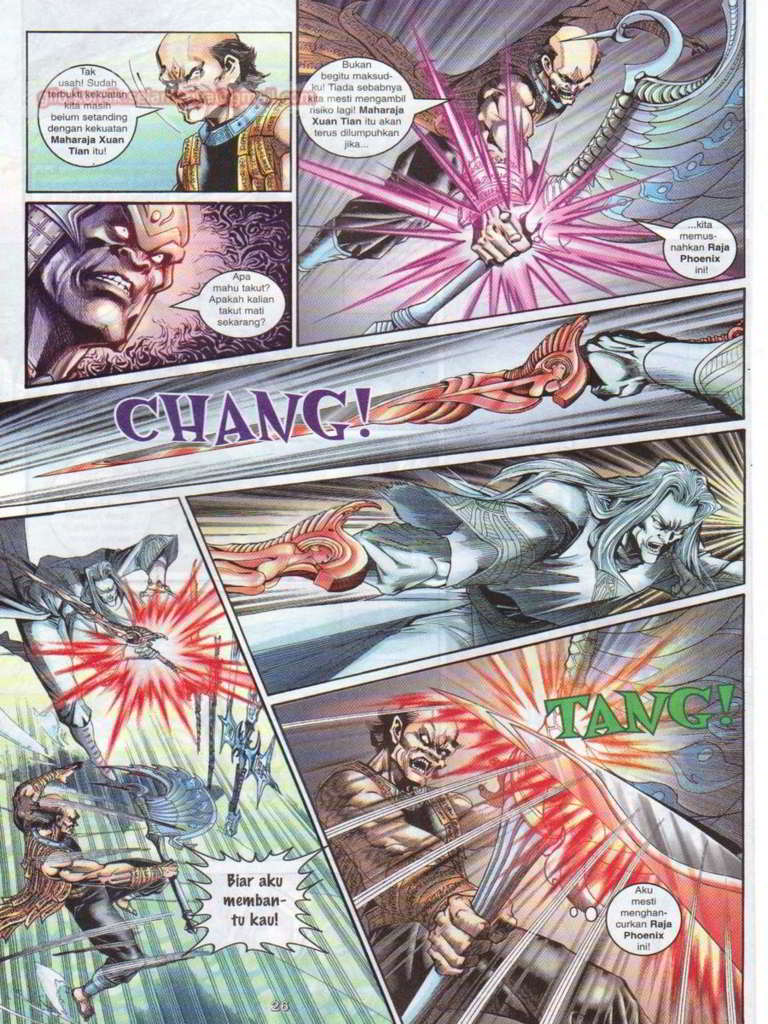 Tak
usah! Sudah
terbukti kekuatan
kita masih
belum setanding
dengan kekuatan
Maharaja Xuan
Tian itu!
Bukan
begitu maksud-
ku! Tiada sebabnya
kita mesti mengambil
risiko lagi! Maharaja
Xuan Tian itu akan
terus dilumpuhkan
jika...
...kita
memus-
nahkan Raja
Phoenix
ini!
Apa
mahu takut?
Apakah kalian
takut mati
sekarang?
CHANG!
TANG!
Biar aku
memban-
tu kau!
Aku
mesti
menghan-
curkan Raja
Phoenix
ini!
26